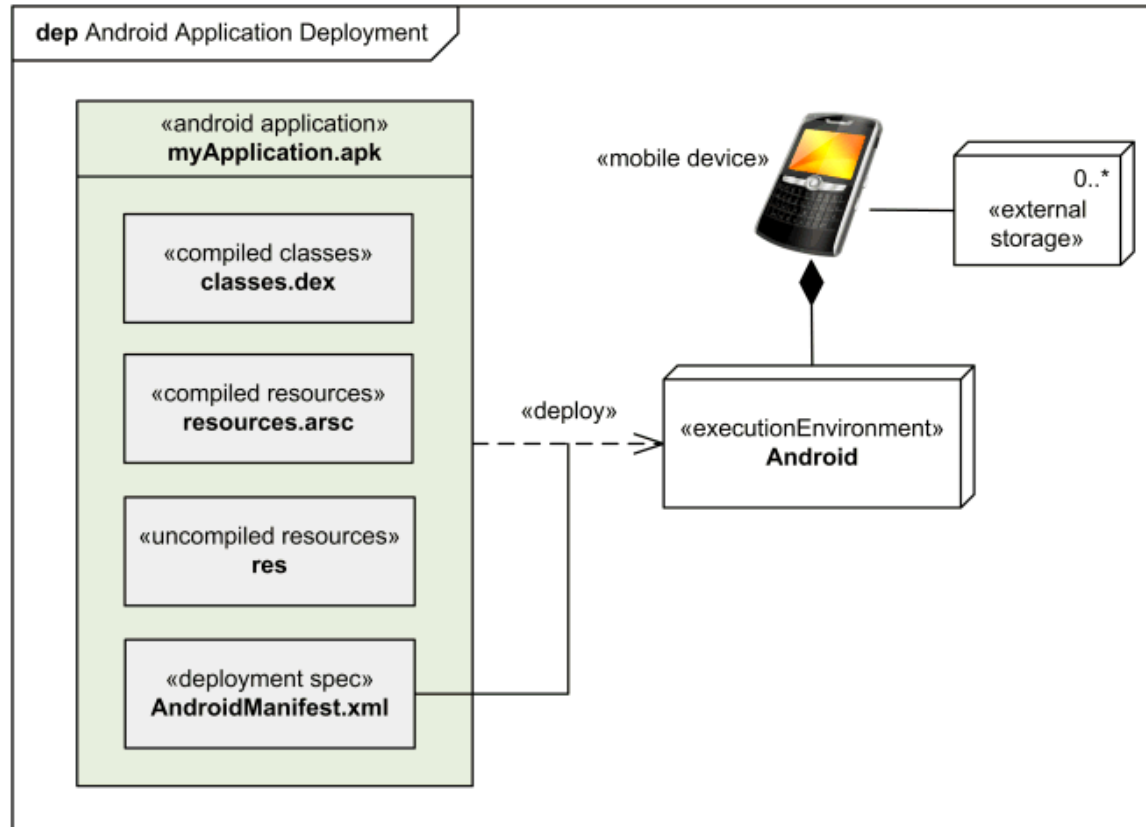 dep Android Application Deployment
«android application»
myApplication.apk
«compiled classes»
classes.dex
«compiled resources»
resources.arsc
«uncompiled resources»
res
«deployment spec»
AndroidManifest.xml
«deploy»
«mobile device»
0..*
«external
storage»
«executionEnvironment»
Android